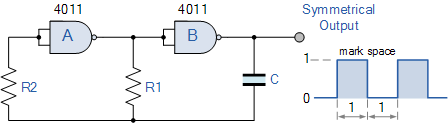 4011
4011
Symmetrical
Output
A
B
R2
R1
C
mark space
1
0
1
1